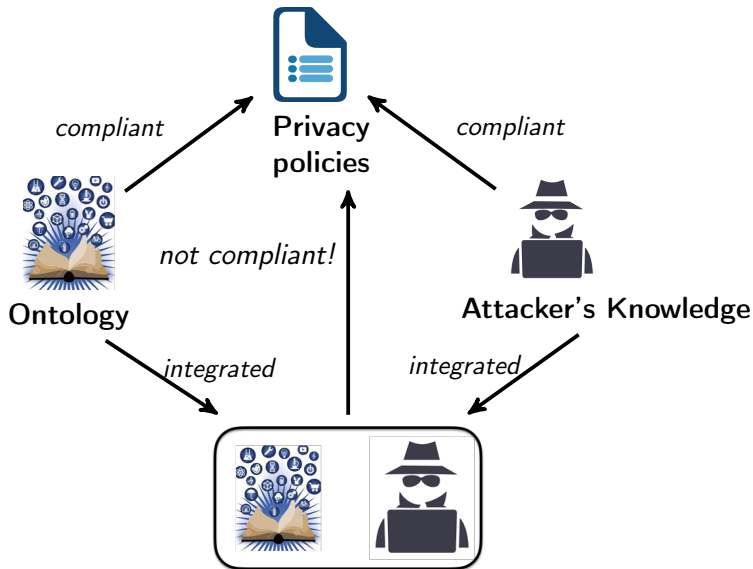 compliant
Privacy
policies
compliant
not compliant!
Ontology
Attacker's Knowledge
integrated
integrated